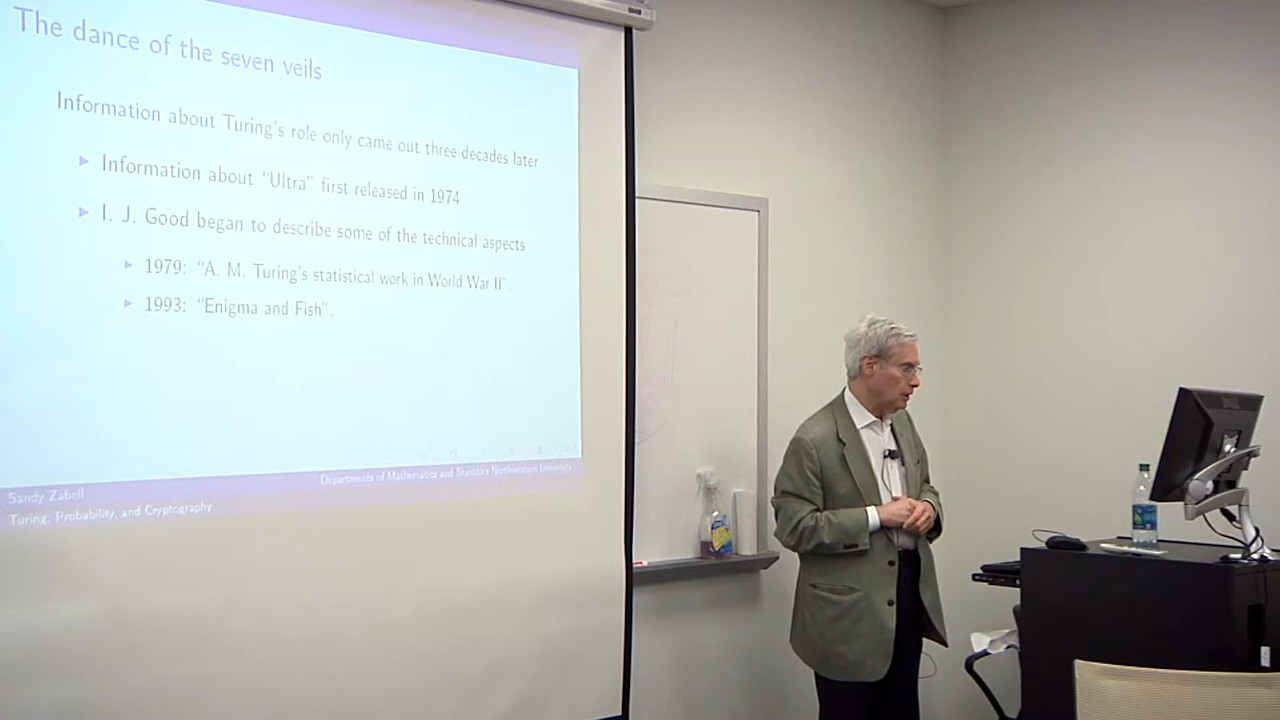 The dance of the seven veils
Information about Turing's role only came out three decades later
Information about "Ultra" first released in 1974
I. J. Good began to describe some of the technical aspects
1979: "A. M. Turing's statistical work in World War II".
1993: "Enigma and Fish".
Departments of Mathematics and Statistics Northwestern University
Sandy Zabell
Turing, Probability, and Cryptography